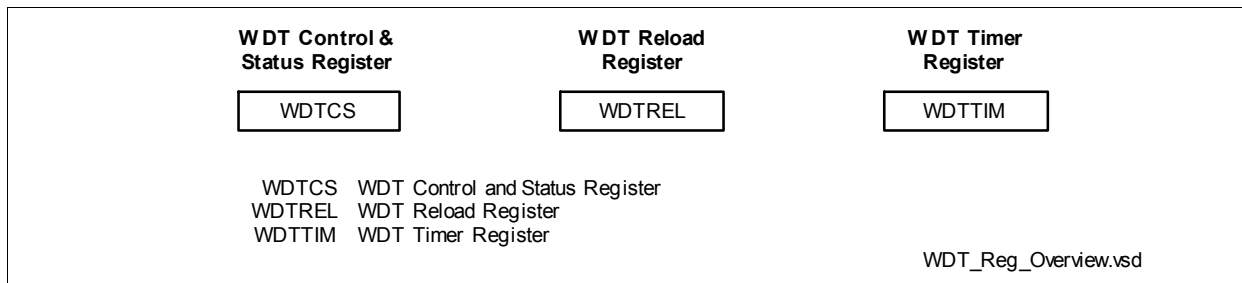 WDT Control &
Status Register
WDT Reload
Register
WDT Timer
Register
WDTCS
WDTREL
WDTTIM
WDTCS WDT Control and Status Register
WDTREL WDT Reload Register
WDTTIM WDT Timer Register
WDT_Reg_Overview.vsd